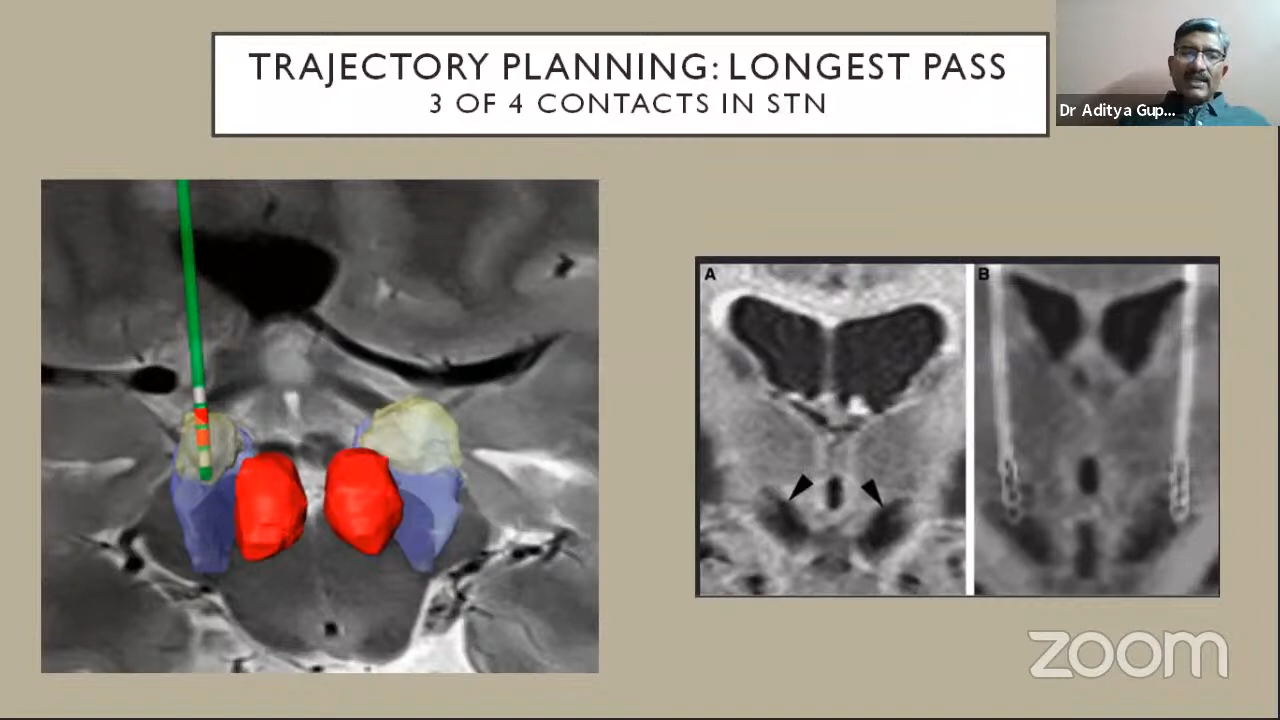 TRAJECTORY PLANNING: LONGEST PASS
3 OF 4 CONTACTS IN STN
Dr Aditya Gup...
A
B
zoom